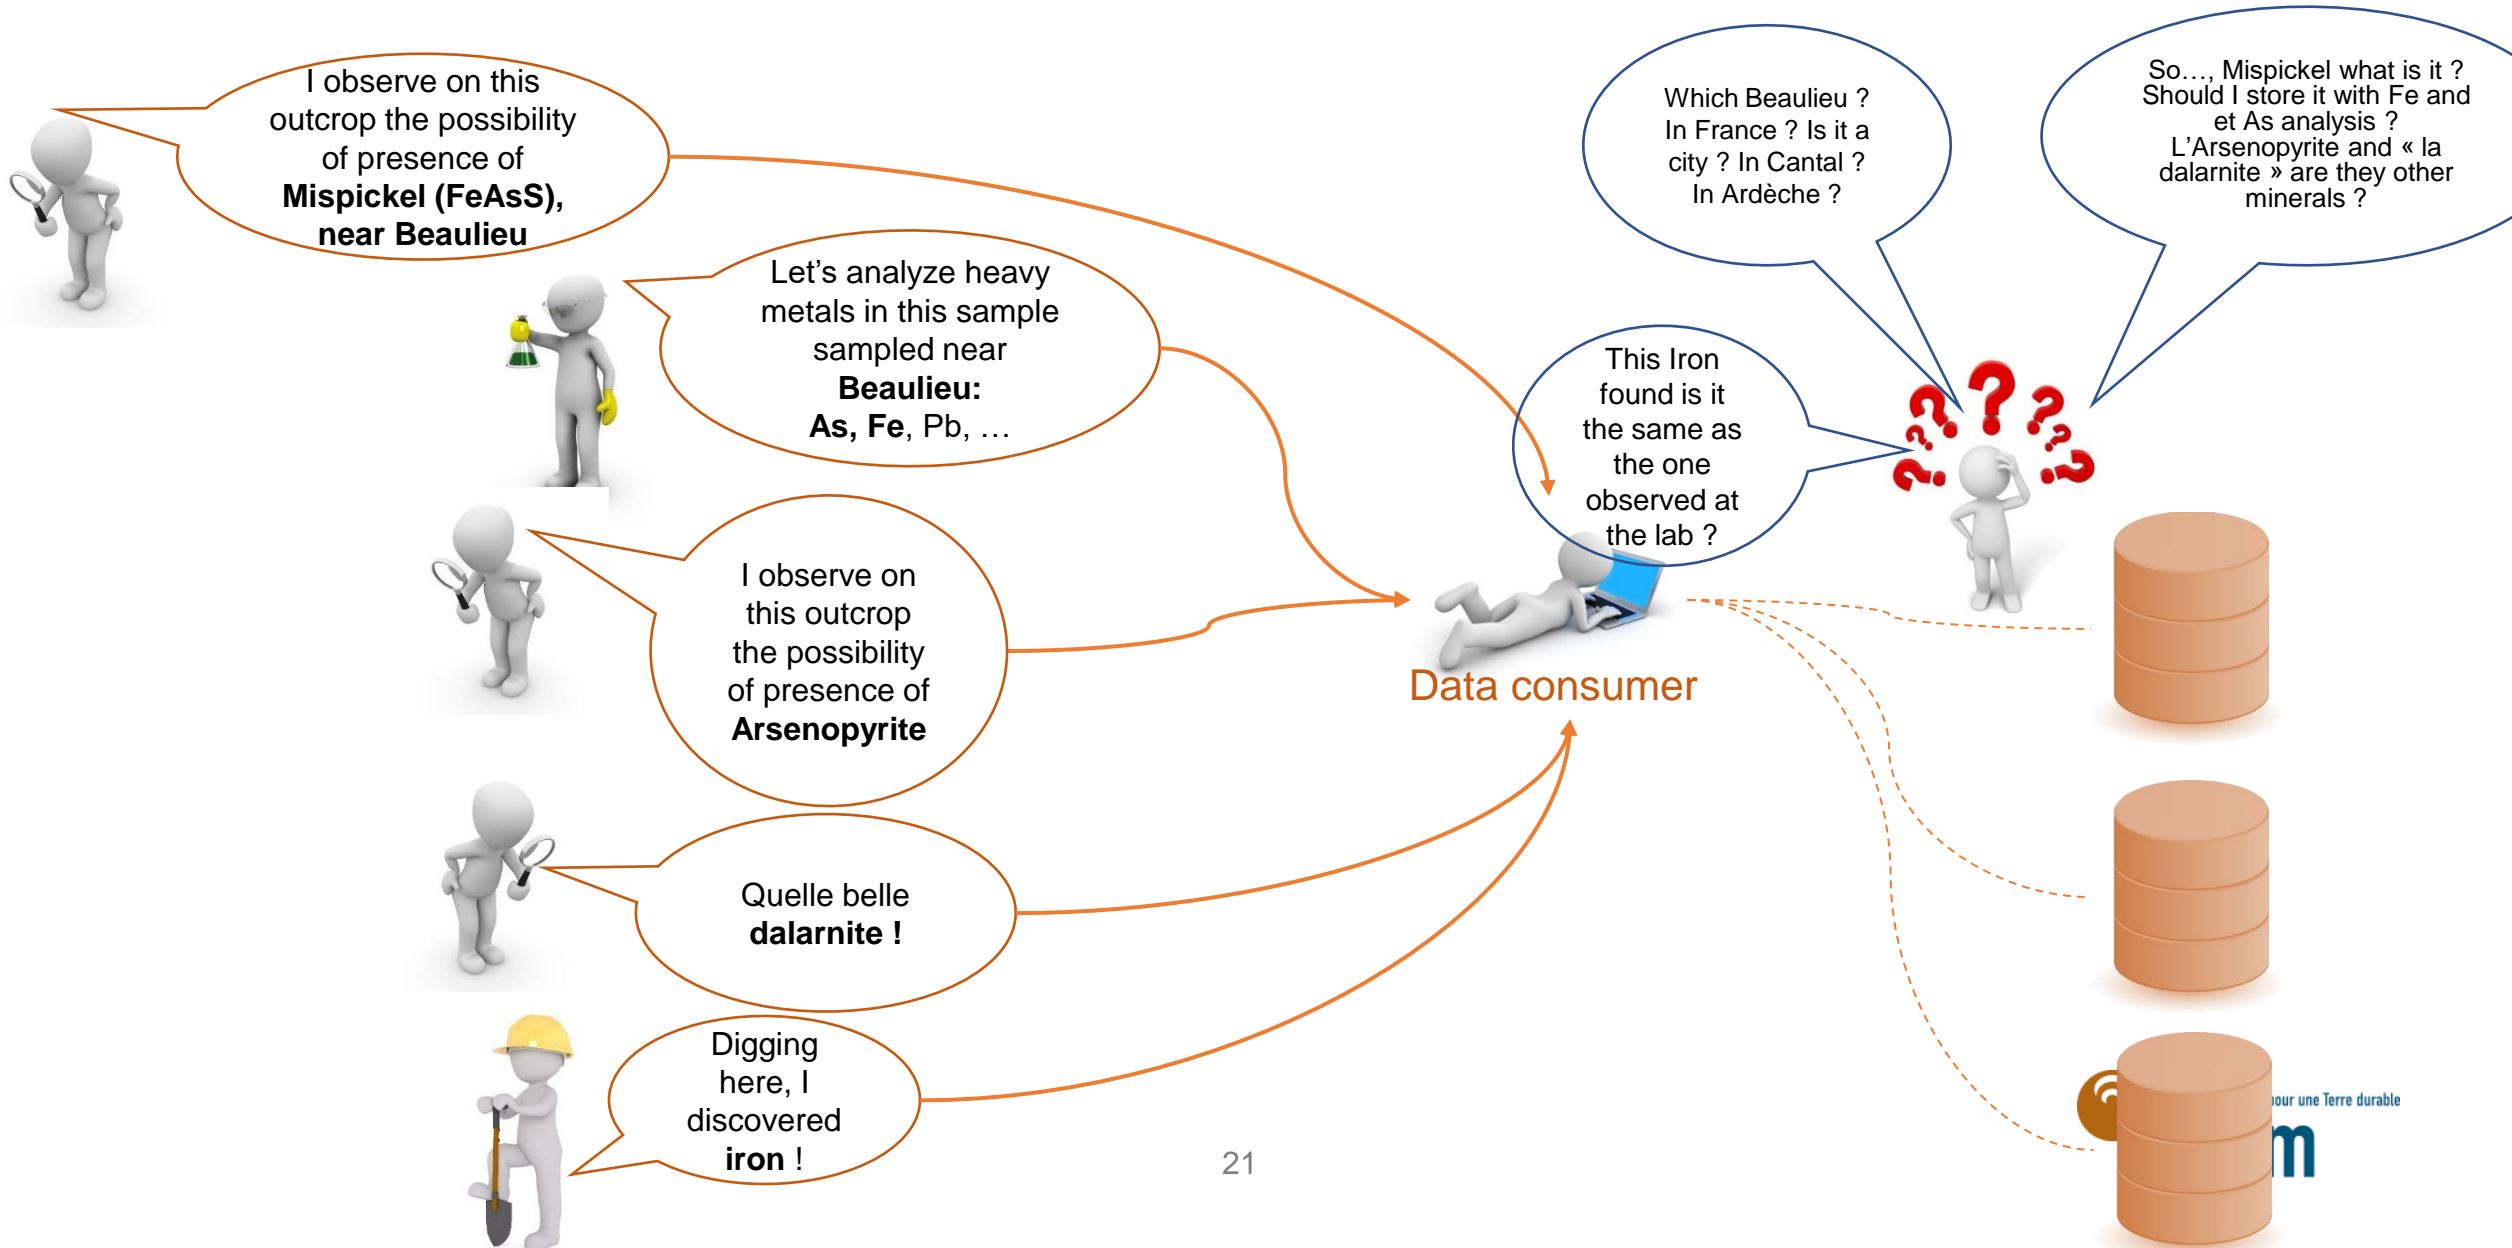 I observe on this
outcrop the possibility
of presence of
Mispickel (FeAsS),
near Beaulieu
Let's analyze heavy
metals in this sample
sampled near
Beaulieu:
As, Fe, Pb, …
I observe on
this outcrop
the possibility
of presence of
Arsenopyrite
Quelle belle
dalarnite !
Digging
here, I
discovered
iron !
Data consumer
This Iron
found is it
the same as
the one
observed at
the lab ?
Which Beaulieu ?
In France ? Is it a
city ? In Cantal ?
In Ardèche ?
So…, Mispickel what is it ?
Should I store it with Fe and
et As analysis ?
L'Arsenopyrite and « la
dalarnite » are they other
minerals ?
pour une Terre durable
m
21